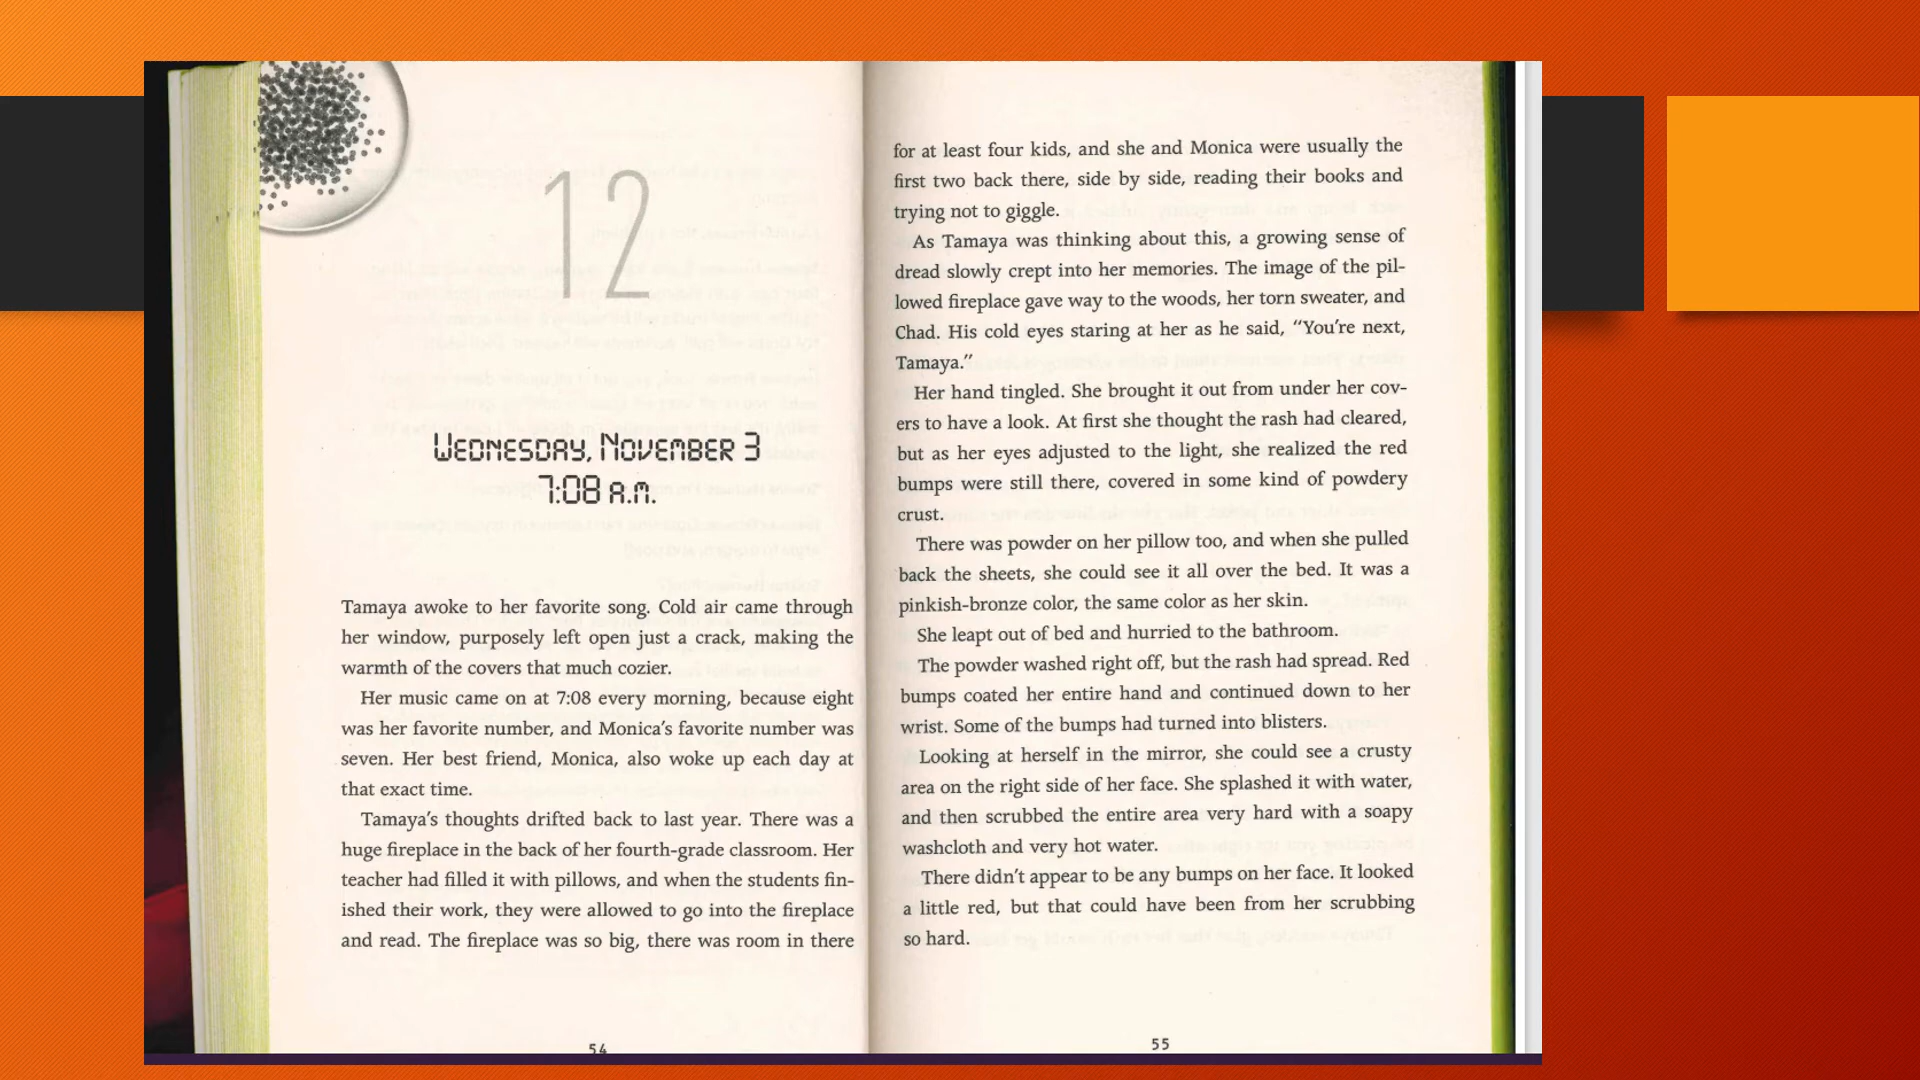 12
Wednesday, November 3
7:08 a.m.
Tamaya awoke to her favorite song. Cold air came through
her window, purposely left open just a crack, making the
warmth of the covers that much cozier.
Her music came on at 7:08 every morning, because eight
was her favorite number, and Monica’s favorite number was
seven. Her best friend, Monica, also woke up each day at
that exact time.
Tamaya’s thoughts drifted back to last year. There was a
huge fireplace in the back of her fourth-grade classroom. Her
teacher had filled it with pillows, and when the students fin-
ished their work, they were allowed to go into the fireplace
and read. The fireplace was so big, there was room in there
54
for at least four kids, and she and Monica were usually the
first two back there, side by side, reading their books and
trying not to giggle.
As Tamaya was thinking about this, a growing sense of
dread slowly crept into her memories. The image of the pil-
lowed fireplace gave way to the woods, her torn sweater, and
Chad. His cold eyes staring at her as he said, “You’re next,
Tamaya.”
Her hand tingled. She brought it out from under her cov-
ers to have a look. At first she thought the rash had cleared,
but as her eyes adjusted to the light, she realized the red
bumps were still there, covered in some kind of powdery
crust.
There was powder on her pillow too, and when she pulled
back the sheets, she could see it all over the bed. It was a
pinkish-bronze color, the same color as her skin.
She leapt out of bed and hurried to the bathroom.
The powder washed right off, but the rash had spread. Red
bumps coated her entire hand and continued down to her
wrist. Some of the bumps had turned into blisters.
Looking at herself in the mirror, she could see a crusty
area on the right side of her face. She splashed it with water,
and then scrubbed the entire area very hard with a soapy
washcloth and very hot water.
There didn’t appear to be any bumps on her face. It looked
a little red, but that could have been from her scrubbing
so hard.
55